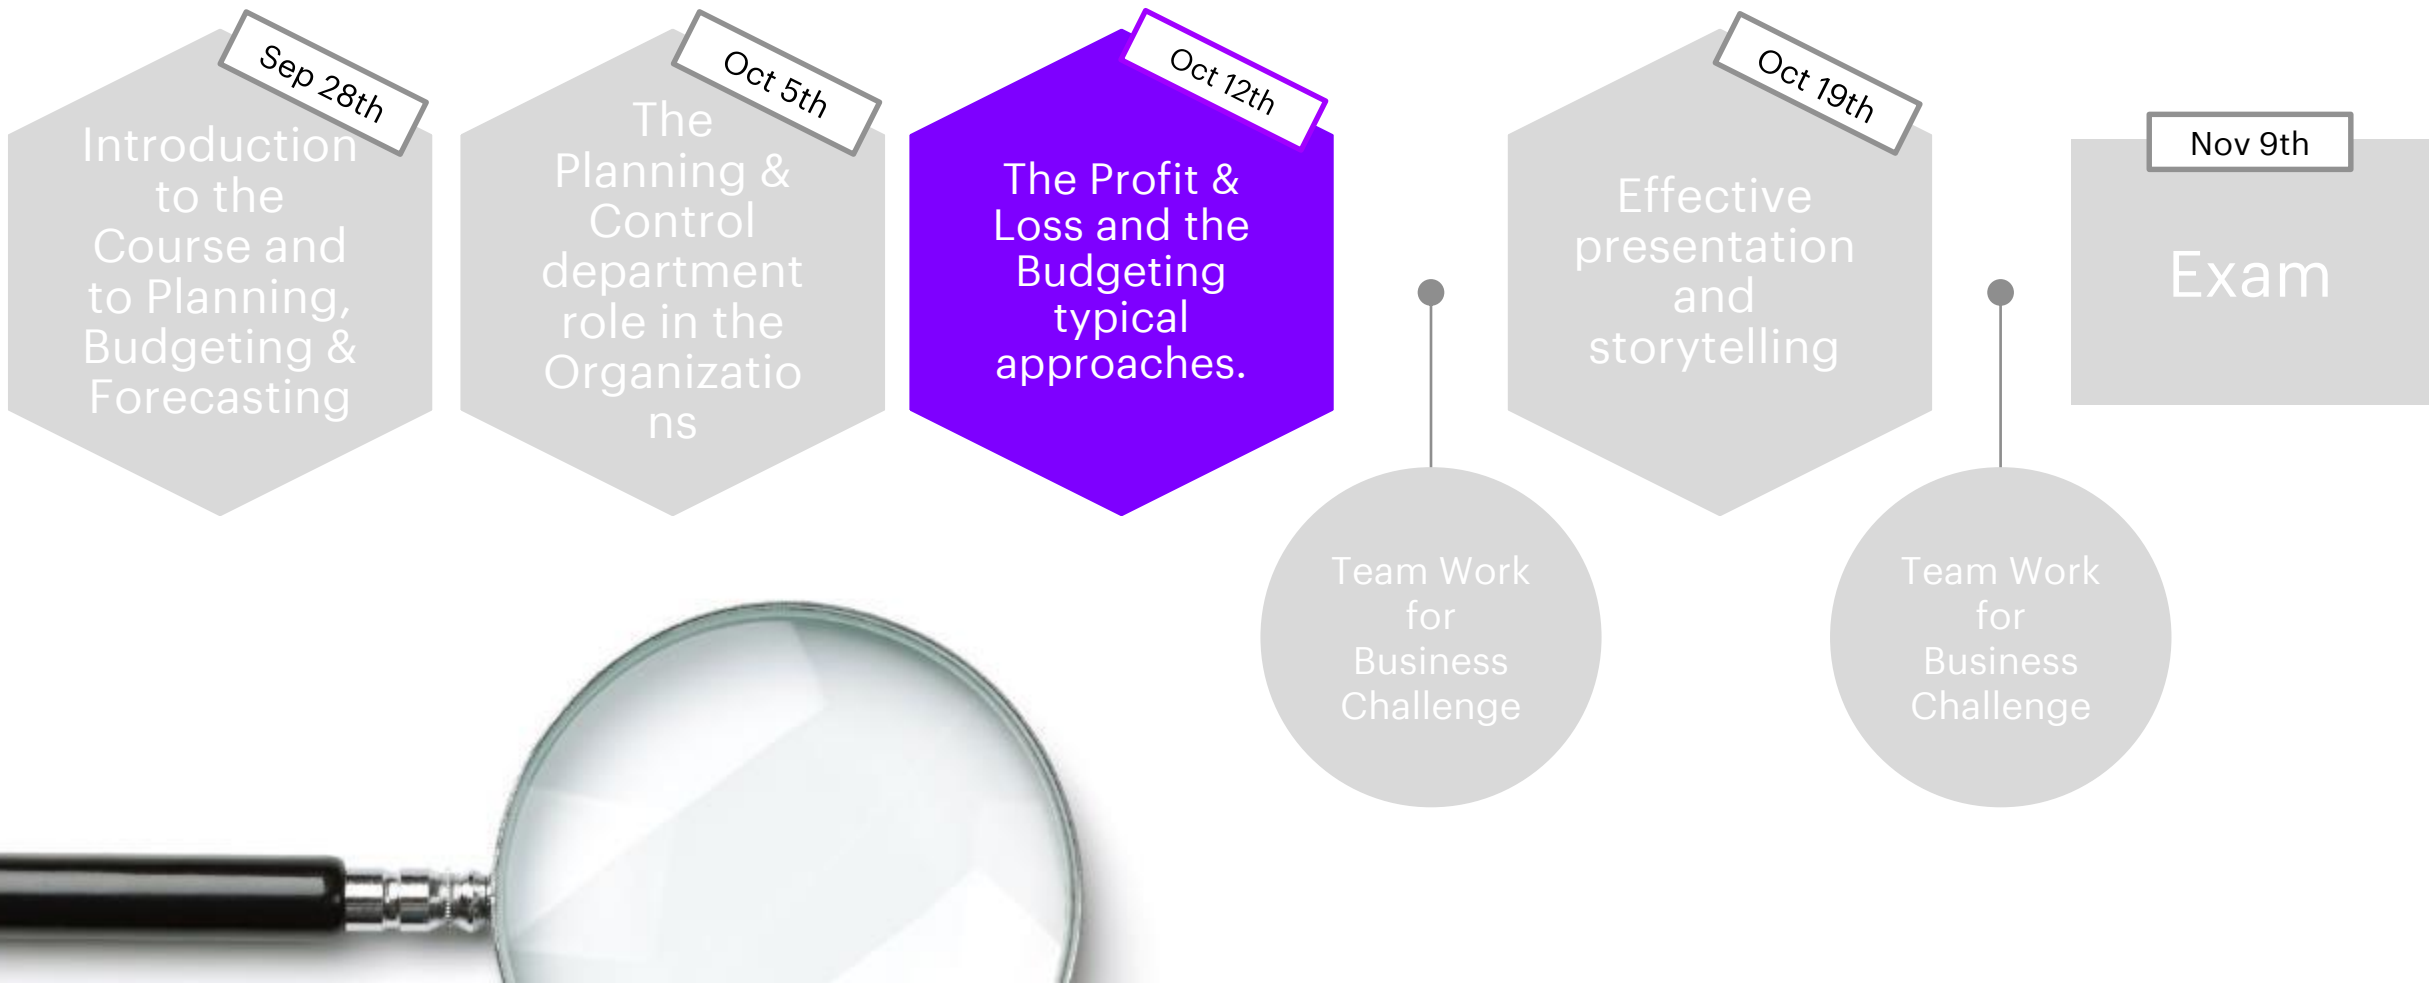 Sep 28th
Introduction
to the
Course and
to Planning,
Budgeting &
Forecasting
Oct 5th
The
Planning &
Control
department
role in the
Organizatio
ns
Oct 12th
The Profit &
Loss and the
Budgeting
typical
approaches.
Team Work
for
Business
Challenge
Oct 19th
Effective
presentation
and
storytelling
Team Work
for
Business
Challenge
Nov 9th
Exam